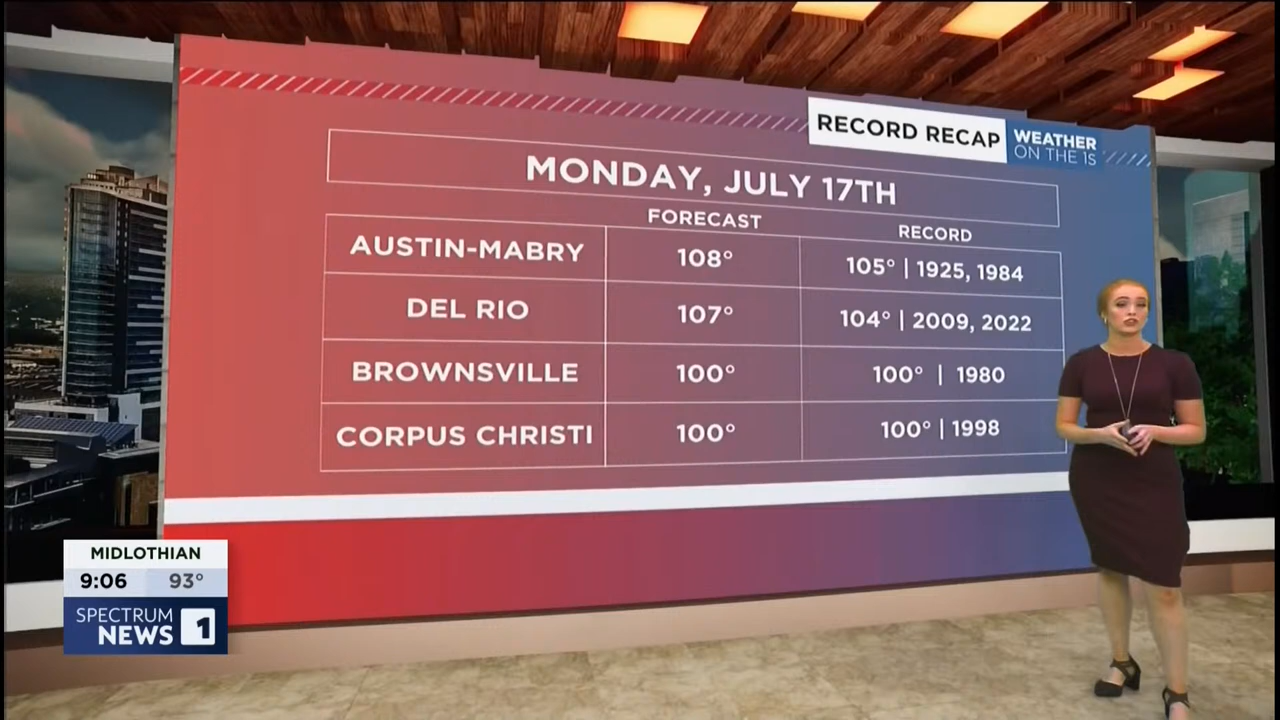 RECORD RECAP
WEATHER
ON THE 1S
MONDAY, JULY 17TH
FORECAST RECORD
AUSTIN-MABRY 108° 105° | 1925, 1984
DEL RIO 107° 104° | 2009, 2022
BROWNSVILLE 100° 100° | 1980
CORPUS CHRISTI 100° 100° | 1998
MIDLOTHIAN
9:06 93°
SPECTRUM
NEWS 1